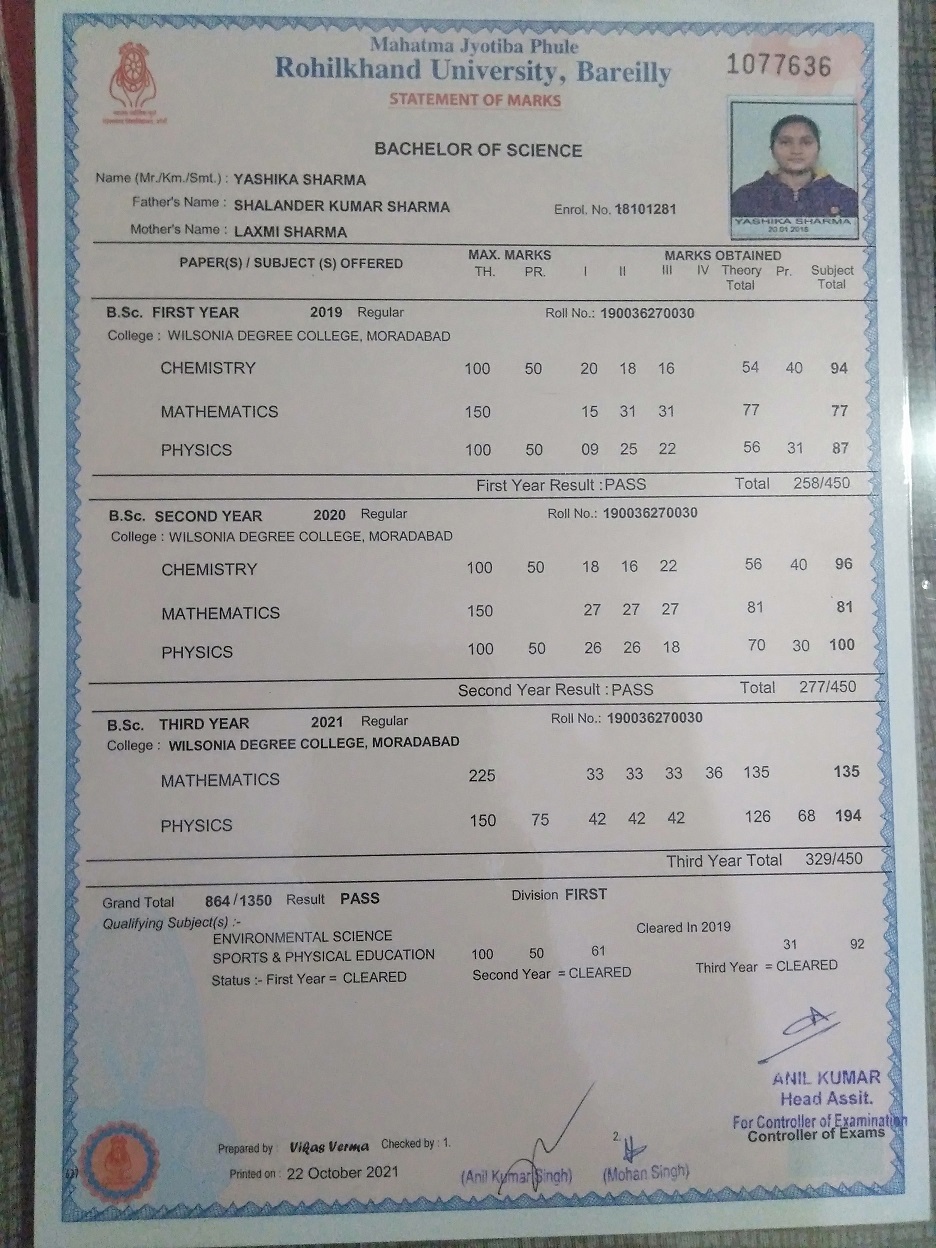 Mahatma Jyotiba Phule
Rohilkhand University, Bareilly
1077636
STATEMENT OF MARKS
BACHELOR OF SCIENCE
Name (Mr./Km./Smt.) : YASHIKA SHARMA
Father's Name : SHALANDER KUMAR SHARMA Enrol. No. 18101281
Mother's Name : LAXMI SHARMA
YASHIKA SHARMA
20.01.2018
PAPER(S) / SUBJECT (S) OFFERED MAX. MARKS MARKS OBTAINED
TH. PR. I II III IV Theory Total Pr. Subject Total
B.Sc. FIRST YEAR 2019 Regular Roll No.: 190036270030
College : WILSONIA DEGREE COLLEGE, MORADABAD
CHEMISTRY 100 50 20 18 16 54 40 94
MATHEMATICS 150 15 31 31 77 77
PHYSICS 100 50 09 25 22 56 31 87
First Year Result : PASS Total 258/450
B.Sc. SECOND YEAR 2020 Regular Roll No.: 190036270030
College : WILSONIA DEGREE COLLEGE, MORADABAD
CHEMISTRY 100 50 18 16 22 56 40 96
MATHEMATICS 150 27 27 27 81 81
PHYSICS 100 50 26 26 18 70 30 100
Second Year Result : PASS Total 277/450
B.Sc. THIRD YEAR 2021 Regular Roll No.: 190036270030
College : WILSONIA DEGREE COLLEGE, MORADABAD
MATHEMATICS 225 33 33 33 36 135 135
PHYSICS 150 75 42 42 42 126 68 194
Third Year Total 329/450
Grand Total 864/1350 Result PASS Division FIRST
Qualifying Subject(s) :-
ENVIRONMENTAL SCIENCE Cleared In 2019
SPORTS & PHYSICAL EDUCATION 100 50 61 31 92
Status :- First Year = CLEARED Second Year = CLEARED Third Year = CLEARED
ANIL KUMAR
Head Assit.
For Controller of Examination
Controller of Exams
Prepared by : Vikas Verma Checked by : 1. 2.
Printed on : 22 October 2021 (Anil Kumar Singh) (Mohan Singh)